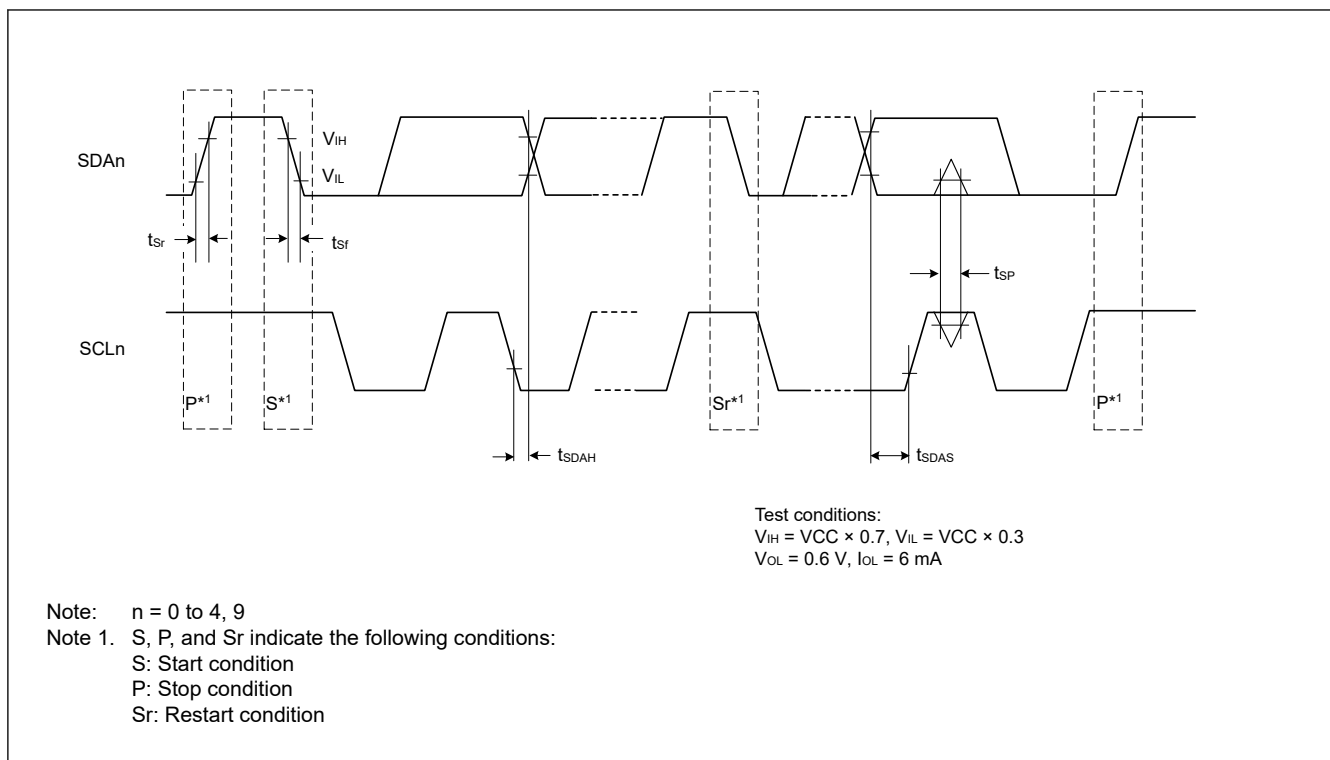 SDAn
VIH
VIL
tSr
tSf
tSP
SCLn
P*1
S*1
Sr*1
P*1
tSDAH
tSDAS
Test conditions:
VIH = VCC × 0.7, VIL = VCC × 0.3
VOL = 0.6 V, IOL = 6 mA
Note: n = 0 to 4, 9
Note 1. S, P, and Sr indicate the following conditions:
S: Start condition
P: Stop condition
Sr: Restart condition